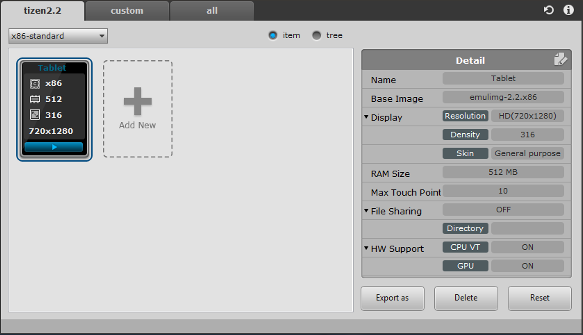 tizen2.2 custom all
x86-standard item tree
Tablet
x86
512
316
720x1280
Add New
Detail
Name Tablet
Base Image emulimg-2.2.x86
Display Resolution HD(720x1280)
Density 316
Skin General purpose
RAM Size 512 MB
Max Touch Point 10
File Sharing OFF
Directory
HW Support CPU VT ON
GPU ON
Export as Delete Reset